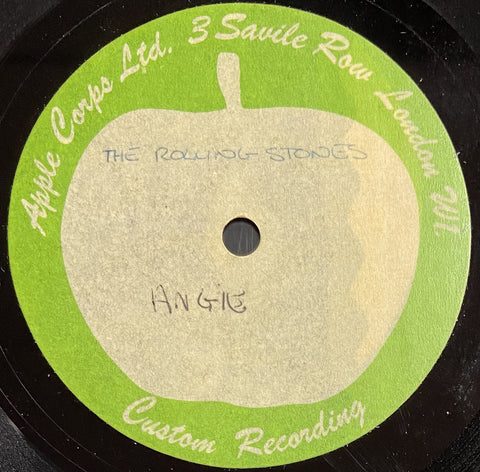 Apple Corps Ltd. 3 Savile Row London W1.
THE ROLLING STONES
ANGIE
Custom Recording